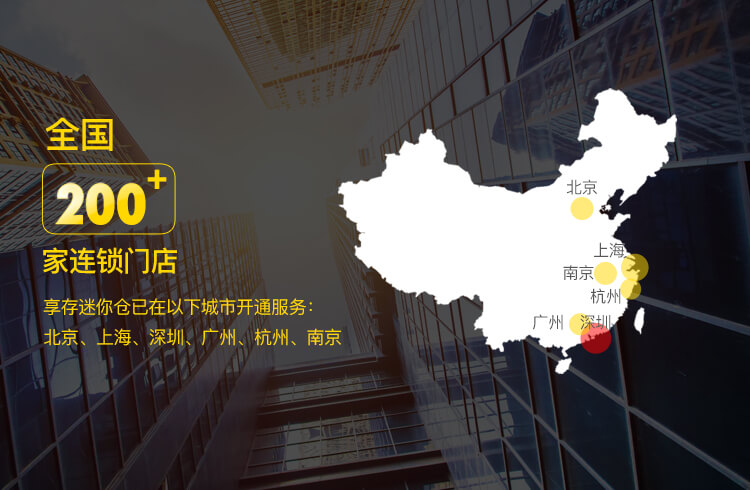 全国
200+
家连锁门店
享存迷你仓已在以下城市开通服务：
北京、上海、深圳、广州、杭州、南京
北京
上海
南京
杭州
广州
深圳